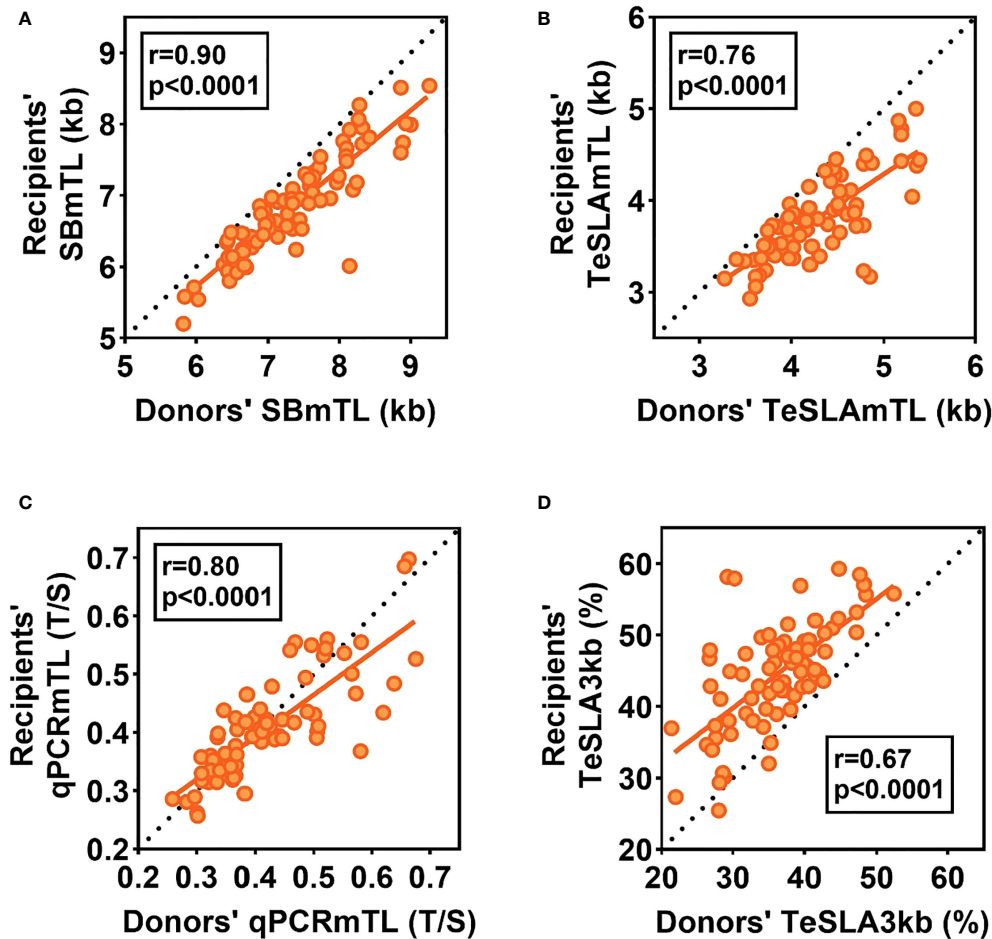 A
r=0.90
p<0.0001
Recipients'
SBmTL (kb)
9
8
7
6
5
5 6 7 8 9
Donors' SBmTL (kb)
B
r=0.76
p<0.0001
Recipients'
TeSLAmTL (kb)
6
5
4
3
3 4 5 6
Donors' TeSLAmTL (kb)
C
r=0.80
p<0.0001
Recipients'
qPCRmTL (T/S)
0.7
0.6
0.5
0.4
0.3
0.2
0.2 0.3 0.4 0.5 0.6 0.7
Donors' qPCRmTL (T/S)
D
Recipients'
TeSLA3kb (%)
60
50
40
30
20
r=0.67
p<0.0001
20 30 40 50 60
Donors' TeSLA3kb (%)